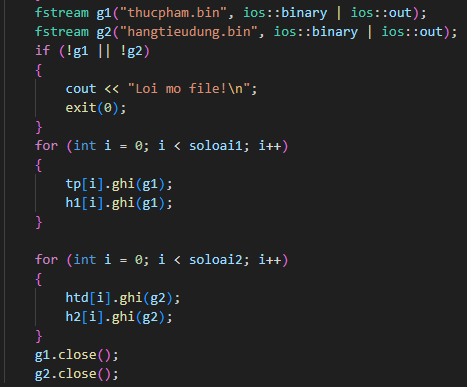 fstream g1("thucpham.bin", ios::binary | ios::out);
fstream g2("hangtieudung.bin", ios::binary | ios::out);
if (!g1 || !g2)
{
cout << "Loi mo file!\n";
exit(0);
}
for (int i = 0; i < soloai1; i++)
{
tp[i].ghi(g1);
h1[i].ghi(g1);
}
for (int i = 0; i < soloai2; i++)
{
htd[i].ghi(g2);
h2[i].ghi(g2);
}
g1.close();
g2.close();